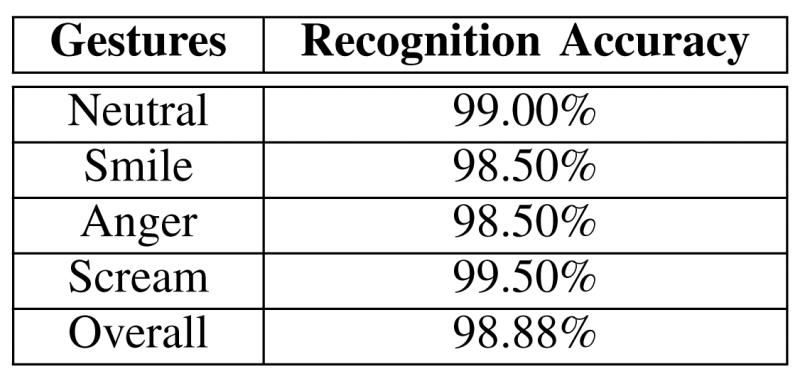 Gestures Recognition Accuracy
Neutral 99.00%
Smile 98.50%
Anger 98.50%
Scream 99.50%
Overall 98.88%